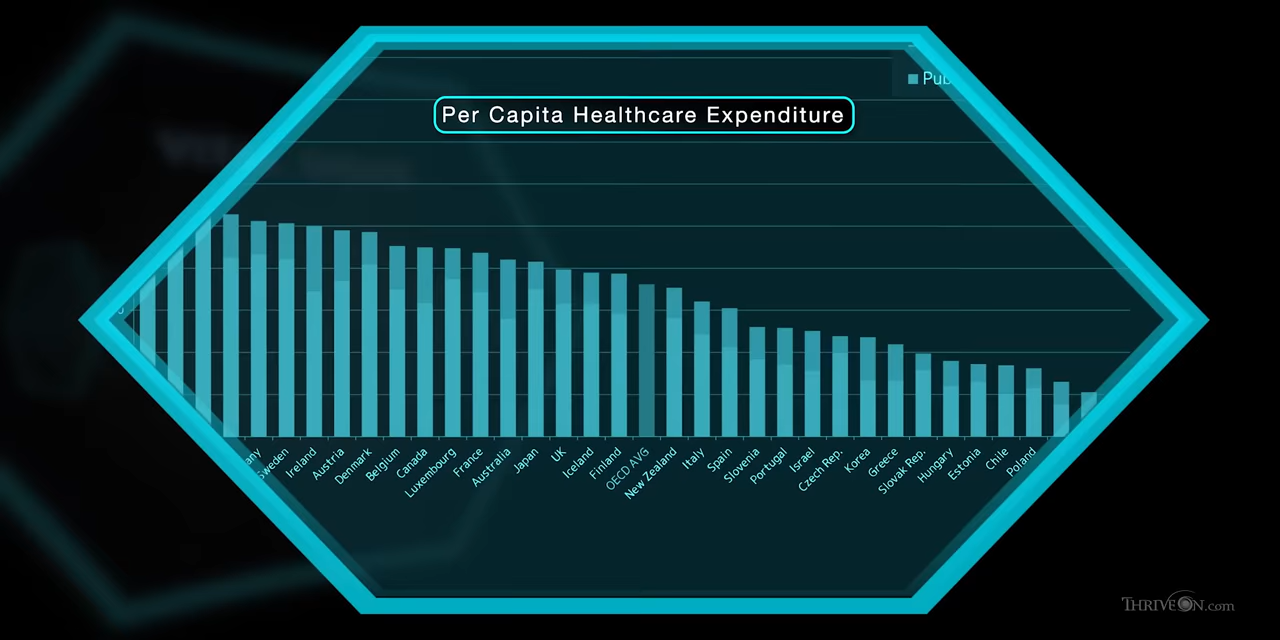 Pub
Per Capita Healthcare Expenditure
any
Sweden
Ireland
Austria
Denmark
Belgium
Canada
Luxembourg
France
Australia
Japan
UK
Iceland
Finland
OECD AVG
New Zealand
Italy
Spain
Slovenia
Portugal
Israel
Czech Rep.
Korea
Greece
Slovak Rep.
Hungary
Estonia
Chile
Poland
THRIVEON.com